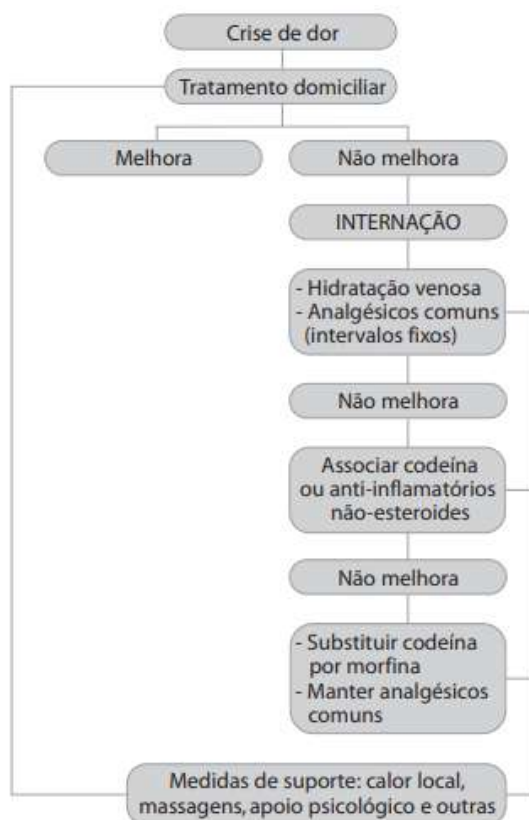 Crise de dor
Tratamento domiciliar
Melhora
Não melhora
INTERNAÇÃO
- Hidratação venosa
- Analgésicos comuns
(intervalos fixos)
Não melhora
Associar codeína
ou anti-inflamatórios
não-esteroides
Não melhora
- Substituir codeína
por morfina
- Manter analgésicos
comuns
Medidas de suporte: calor local,
massagens, apoio psicológico e outras